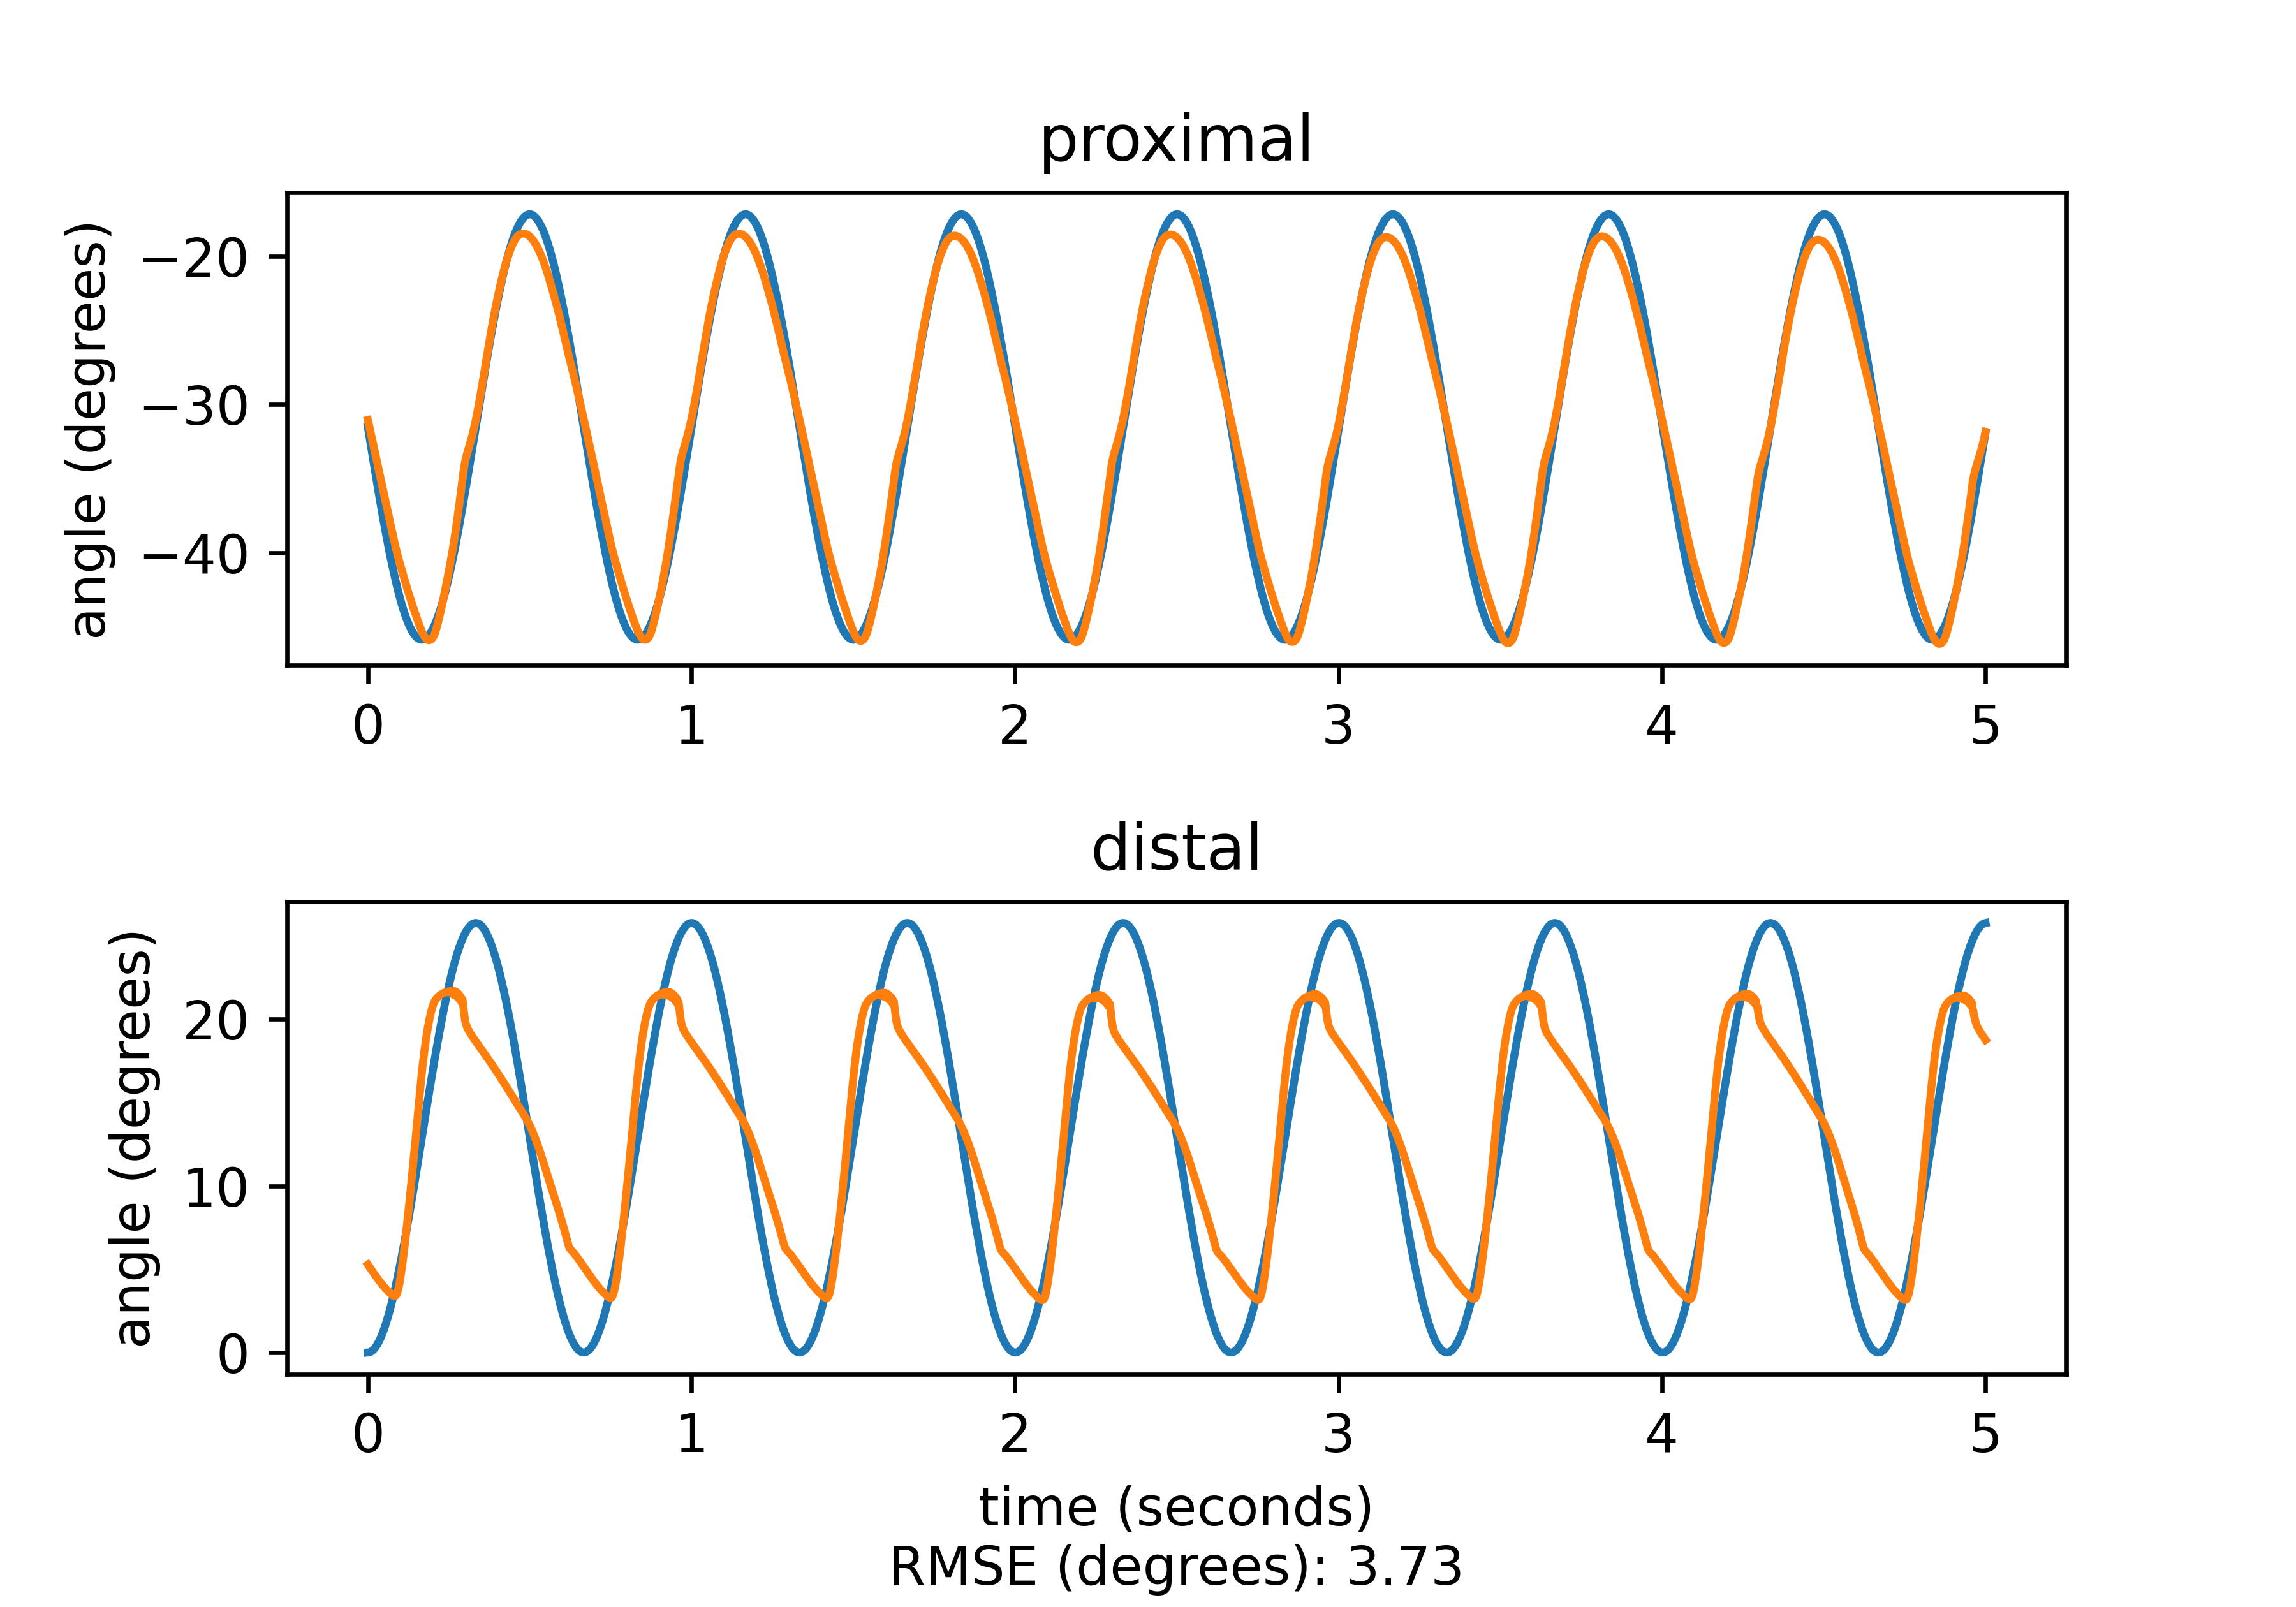 proximal
angle (degrees)
−20
−30
−40
0 1 2 3 4 5
distal
angle (degrees)
20
10
0
0 1 2 3 4 5
time (seconds)
RMSE (degrees): 3.73